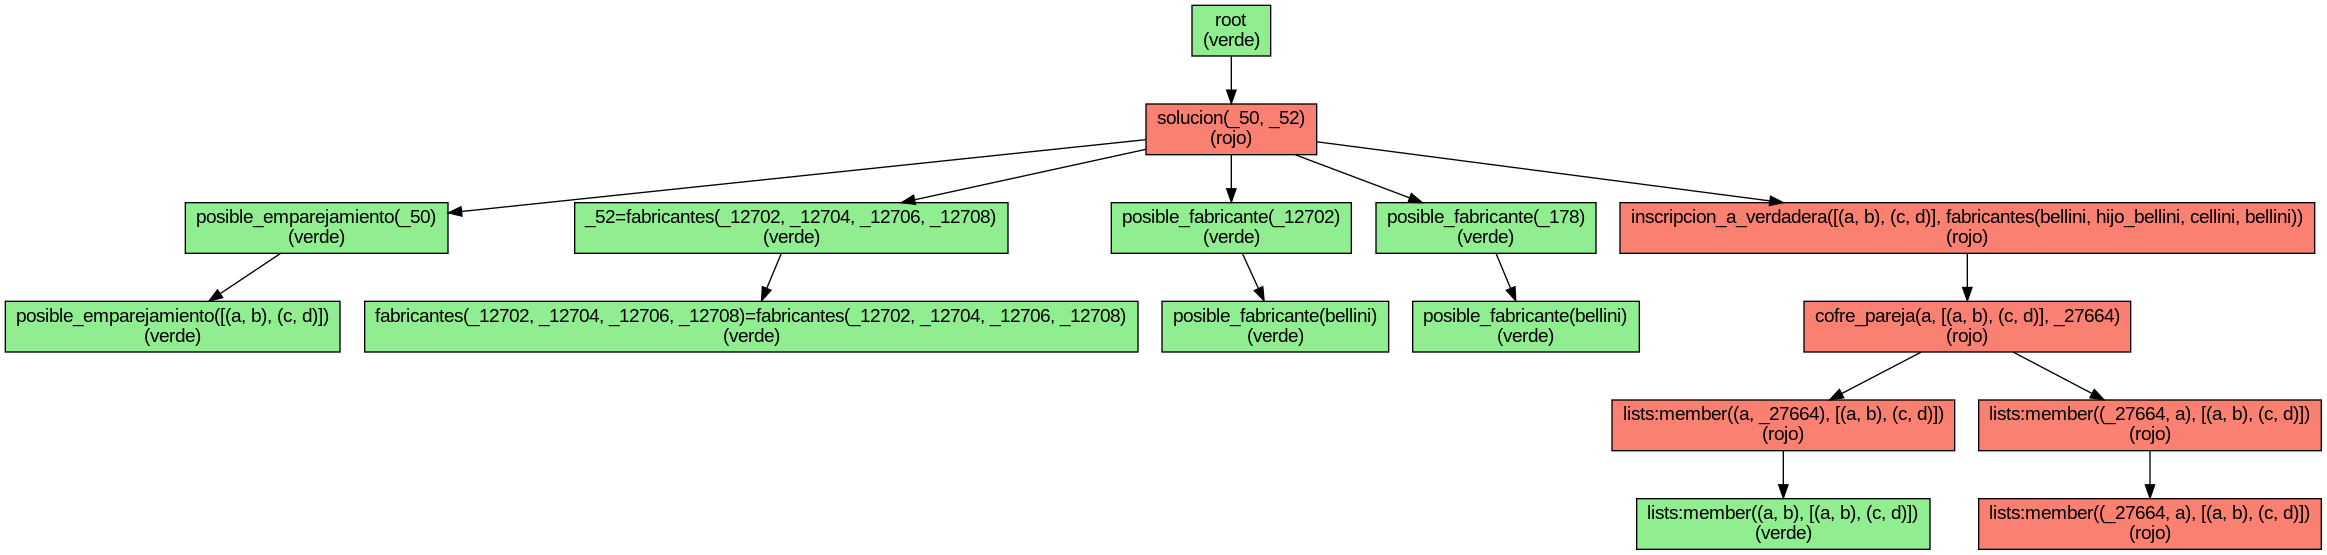 root
(verde)
solucion(_50, _52)
(rojo)
posible_emparejamiento(_50)
(verde)
_52=fabricantes(_12702, _12704, _12706, _12708)
(verde)
posible_fabricante(_12702)
(verde)
posible_fabricante(_178)
(verde)
inscripcion_a_verdadera([(a, b), (c, d)], fabricantes(bellini, hijo_bellini, cellini, bellini))
(rojo)
posible_emparejamiento([(a, b), (c, d)])
(verde)
fabricantes(_12702, _12704, _12706, _12708)=fabricantes(_12702, _12704, _12706, _12708)
(verde)
posible_fabricante(bellini)
(verde)
posible_fabricante(bellini)
(verde)
cofre_pareja(a, [(a, b), (c, d)], _27664)
(rojo)
lists:member((a, _27664), [(a, b), (c, d)])
(rojo)
lists:member((_27664, a), [(a, b), (c, d)])
(rojo)
lists:member((a, b), [(a, b), (c, d)])
(verde)
lists:member((_27664, a), [(a, b), (c, d)])
(rojo)